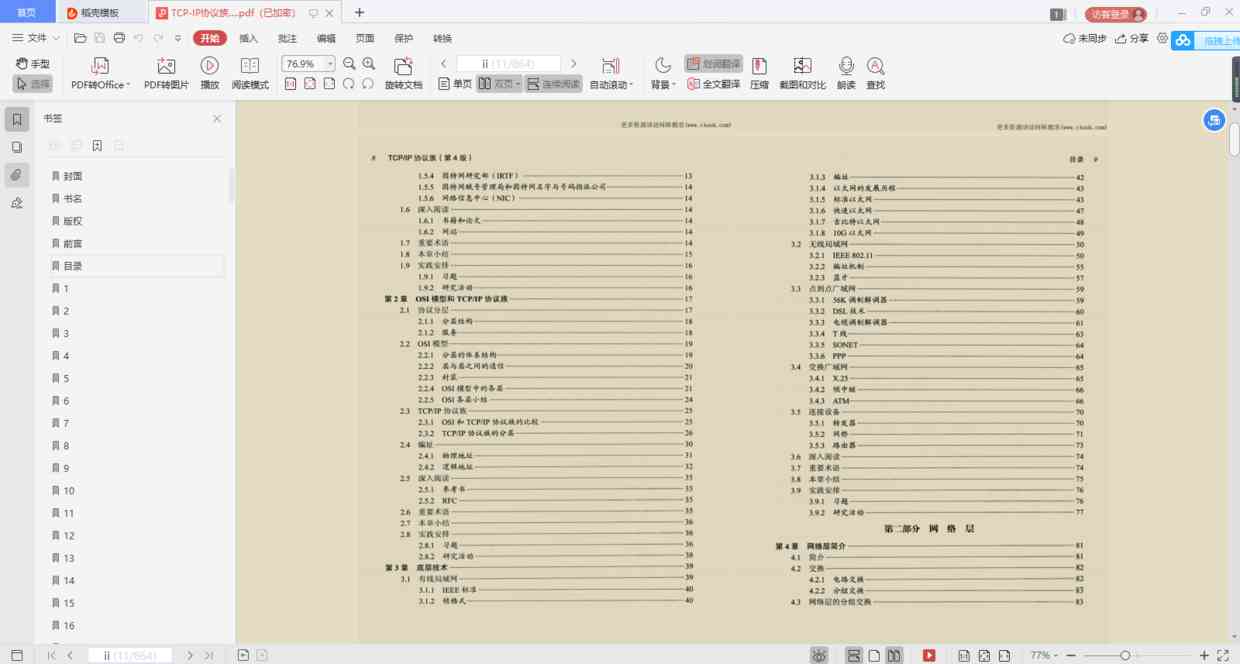 首页
稻壳模板
TCP-IP协议族....pdf（已加密）
1
访客登录
文件
开始
插入
批注
编辑
页面
保护
转换
未同步
分享
拖拽上传
手型
选择
PDF转Office
PDF转图片
播放
阅读模式
76.9%
旋转文档
ii (11/864)
单页
双页
连续阅读
自动滚动
背景
划词翻译
全文翻译
压缩
截图和对比
朗读
查找
书签
封面
书名
版权
前言
目录
1
2
3
4
5
6
7
8
9
10
11
12
13
14
15
16
8 TCP/IP 协议族（第 4 版）
1.5.4 因特网研究部（IRTF） 13
1.5.5 因特网赋号管理局和因特网名字与号码指派公司 14
1.5.6 网络信息中心（NIC） 14
1.6 深入阅读 14
1.6.1 书籍和论文 14
1.6.2 网站 14
1.7 重要术语 14
1.8 本章小结 15
1.9 实践安排 16
1.9.1 习题 16
1.9.2 研究活动 16
第 2 章 OSI 模型和 TCP/IP 协议族 17
2.1 协议分层 17
2.1.1 分层结构 18
2.1.2 服务 18
2.2 OSI 模型 19
2.2.1 分层的体系结构 19
2.2.2 层与层之间的通信 20
2.2.3 封装 21
2.2.4 OSI 模型中的各层 21
2.2.5 OSI 各层小结 24
2.3 TCP/IP 协议族 25
2.3.1 OSI 和 TCP/IP 协议族的比较 25
2.3.2 TCP/IP 协议族的分层 26
2.4 编址 30
2.4.1 物理地址 31
2.4.2 逻辑地址 32
2.5 深入阅读 35
2.5.1 参考书 35
2.5.2 RFC 35
2.6 重要术语 35
2.7 本章小结 36
2.8 实践安排 36
2.8.1 习题 36
2.8.2 研究活动 38
第 3 章 底层技术 39
3.1 有线局域网 39
3.1.1 IEEE 标准 40
3.1.2 帧格式 40
目录 9
3.1.3 编址 42
3.1.4 以太网的发展历程 43
3.1.5 标准以太网 43
3.1.6 快速以太网 47
3.1.7 吉比特以太网 48
3.1.8 10G 以太网 49
3.2 无线局域网 50
3.2.1 IEEE 802.11 50
3.2.2 编址机制 55
3.2.3 蓝牙 57
3.3 点到点广域网 59
3.3.1 56K 调制解调器 59
3.3.2 DSL 技术 60
3.3.3 电缆调制解调器 61
3.3.4 T 线 63
3.3.5 SONET 64
3.3.6 PPP 64
3.4 交换广域网 65
3.4.1 X.25 65
3.4.2 帧中继 66
3.4.3 ATM 66
3.5 连接设备 70
3.5.1 转发器 70
3.5.2 网桥 71
3.5.3 路由器 73
3.6 深入阅读 74
3.7 重要术语 74
3.8 本章小结 75
3.9 实践安排 76
3.9.1 习题 76
3.9.2 研究活动 77
第二部分 网 络 层
第 4 章 网络层简介 81
4.1 简介 81
4.2 交换 82
4.2.1 电路交换 82
4.2.2 分组交换 83
4.3 网络层的分组交换 83
ii (11/864)
77%